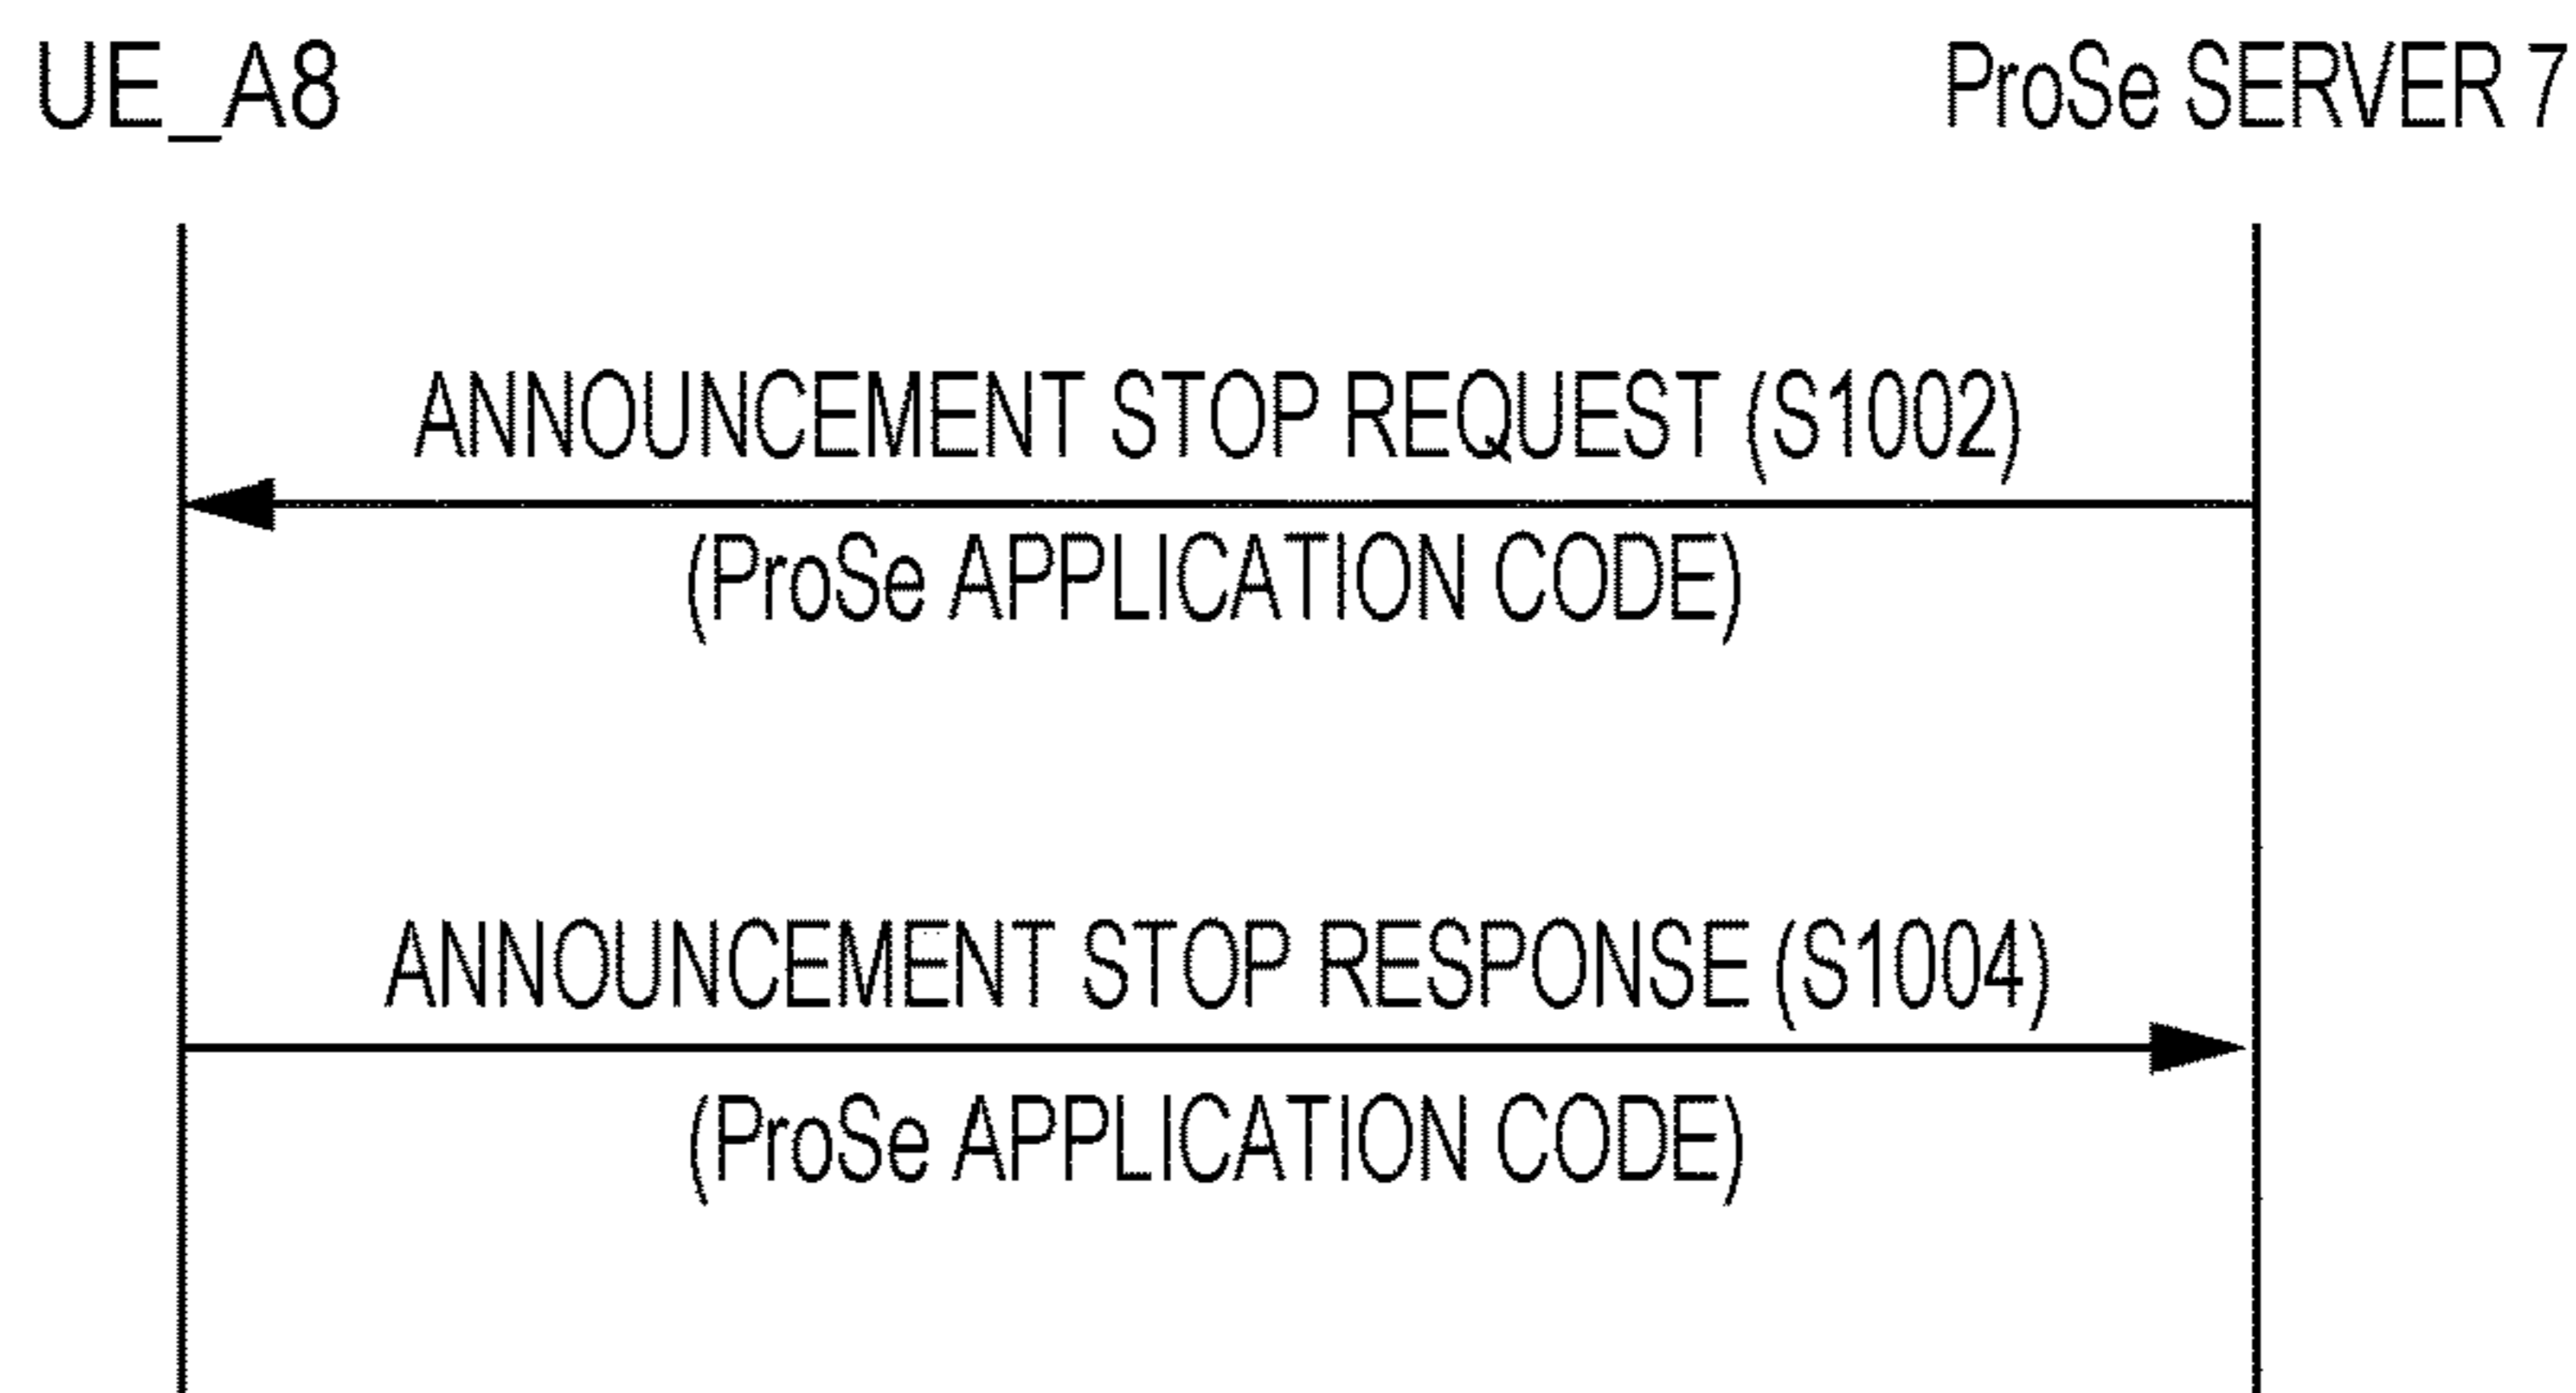 UE_A8 ProSe SERVER 7
ANNOUNCEMENT STOP REQUEST (S1002)
(ProSe APPLICATION CODE)
ANNOUNCEMENT STOP RESPONSE (S1004)
(ProSe APPLICATION CODE)